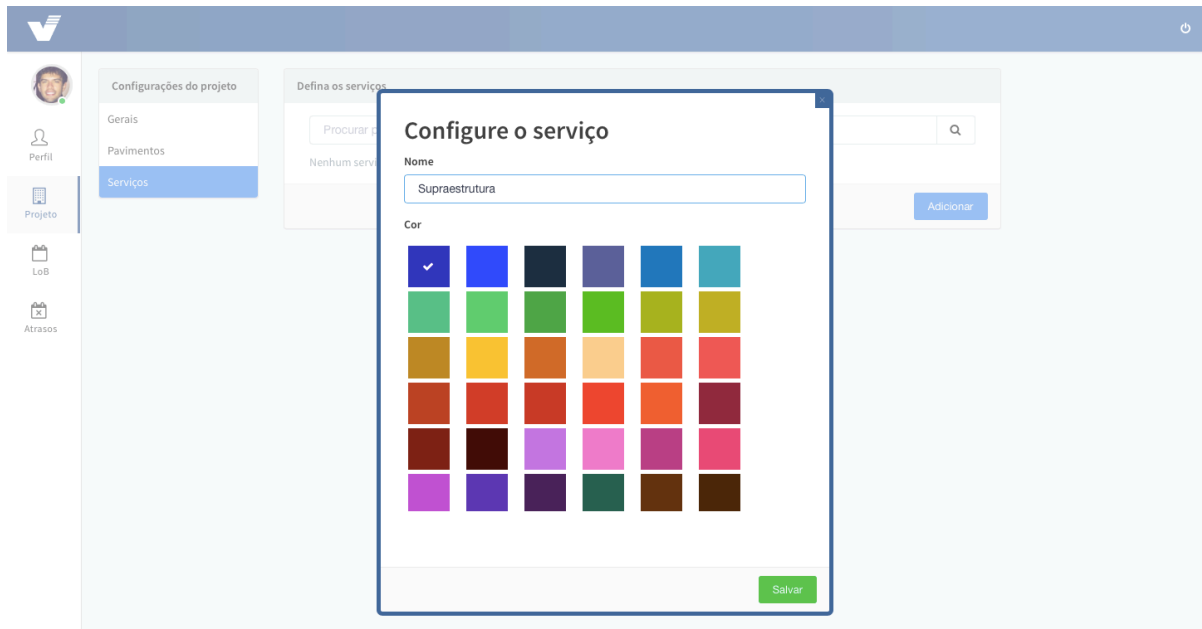 Configurações do projeto
Gerais
Pavimentos
Serviços
Perfil
Projeto
LoB
Atrasos
Defina os serviços
Procurar p
Nenhum servi
Adicionar
x
Configure o serviço
Nome
Supraestrutura
Cor
Salvar